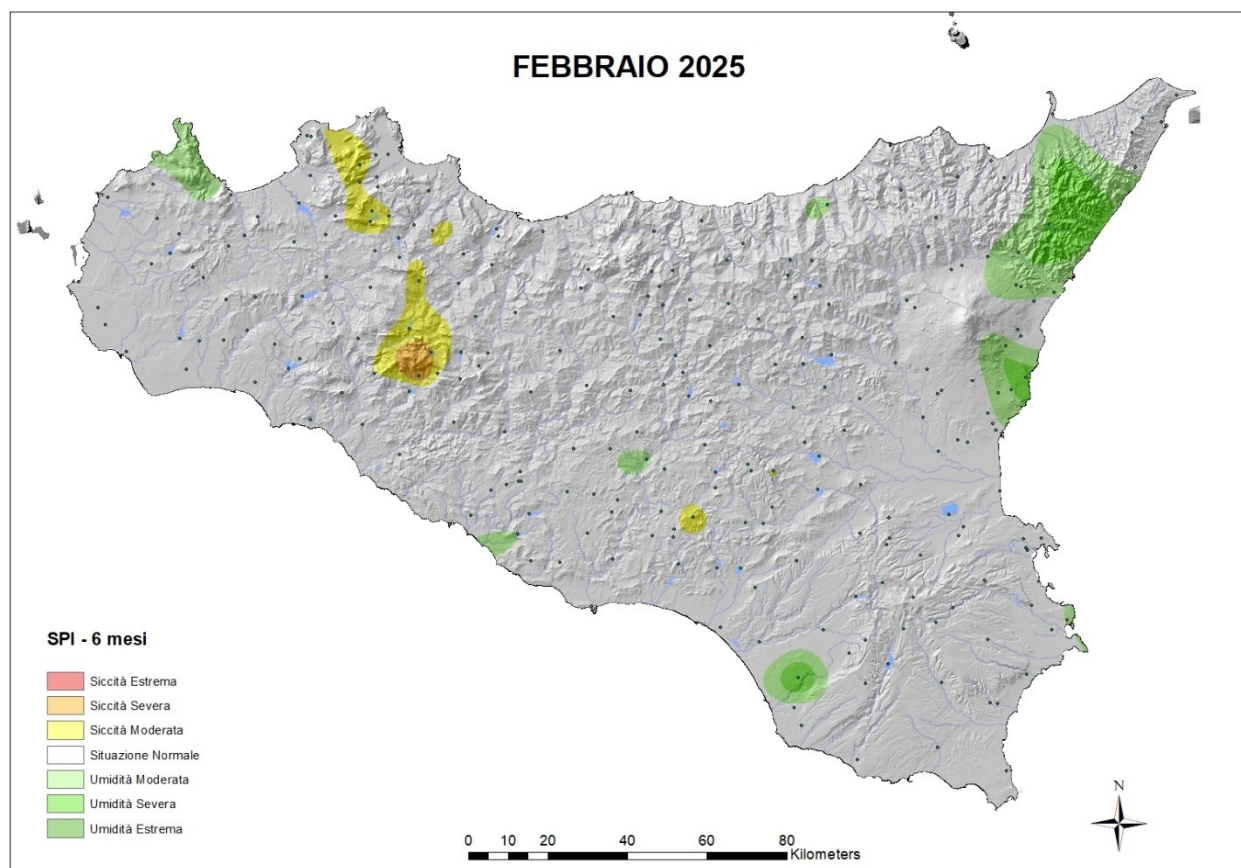 FEBBRAIO 2025
SPI - 6 mesi
Siccità Estrema
Siccità Severa
Siccità Moderata
Situazione Normale
Umidità Moderata
Umidità Severa
Umidità Estrema
N
0 10 20 40 60 80
Kilometers